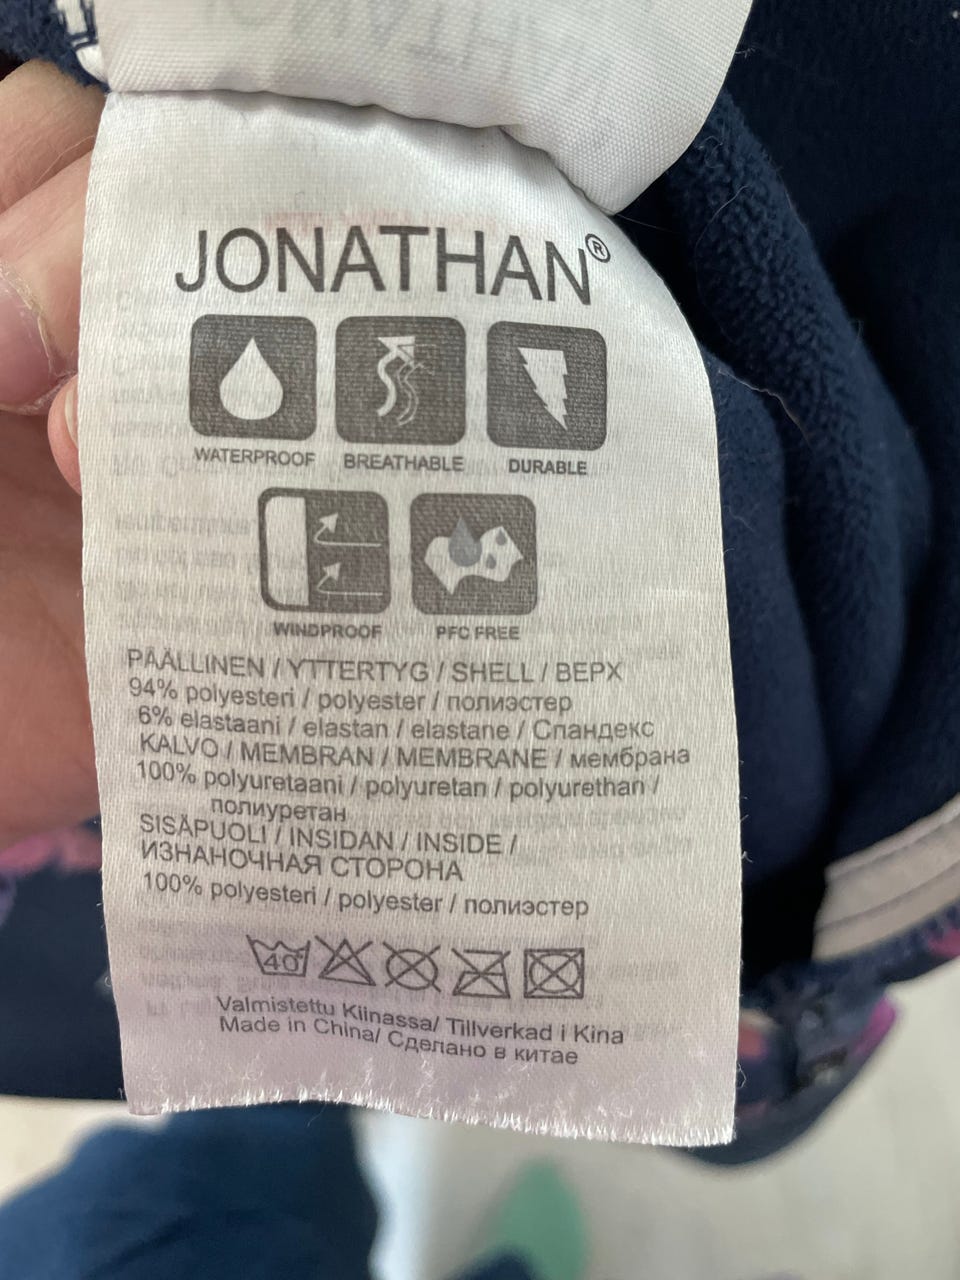 JONATHAN®
WATERPROOF BREATHABLE DURABLE
WINDPROOF PFC FREE
PÄÄLLINEN / YTTERTYG / SHELL / ВЕРХ
94% polyesteri / polyester / полиэстер
6% elastaani / elastan / elastane / Спандекс
KALVO / MEMBRAN / MEMBRANE / мембрана
100% polyuretaani / polyuretan / polyurethan /
полиуретан
SISÄPUOLI / INSIDAN / INSIDE /
ИЗНАНОЧНАЯ СТОРОНА
100% polyesteri / polyester / полиэстер
40°
Valmistettu Kiinassa/ Tillverkad i Kina
Made in China/ Сделано в китае